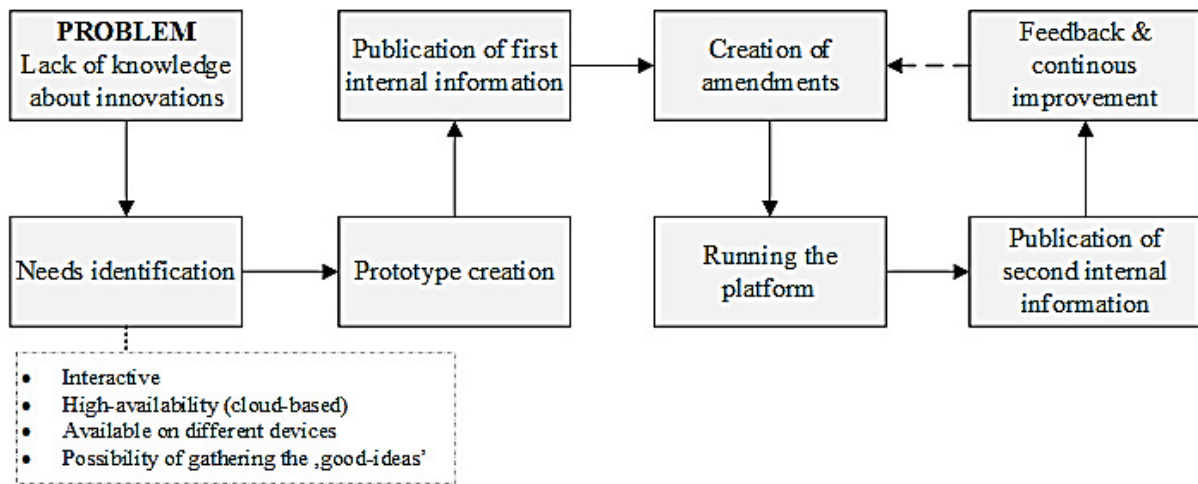 PROBLEM
Lack of knowledge
about innovations
Publication of first
internal information
Creation of
amendments
Feedback &
continous
improvement
Needs identification
Prototype creation
Running the
platform
Publication of
second internal
information
• Interactive
• High-availability (cloud-based)
• Available on different devices
• Possibility of gathering the ‚good-ideas’